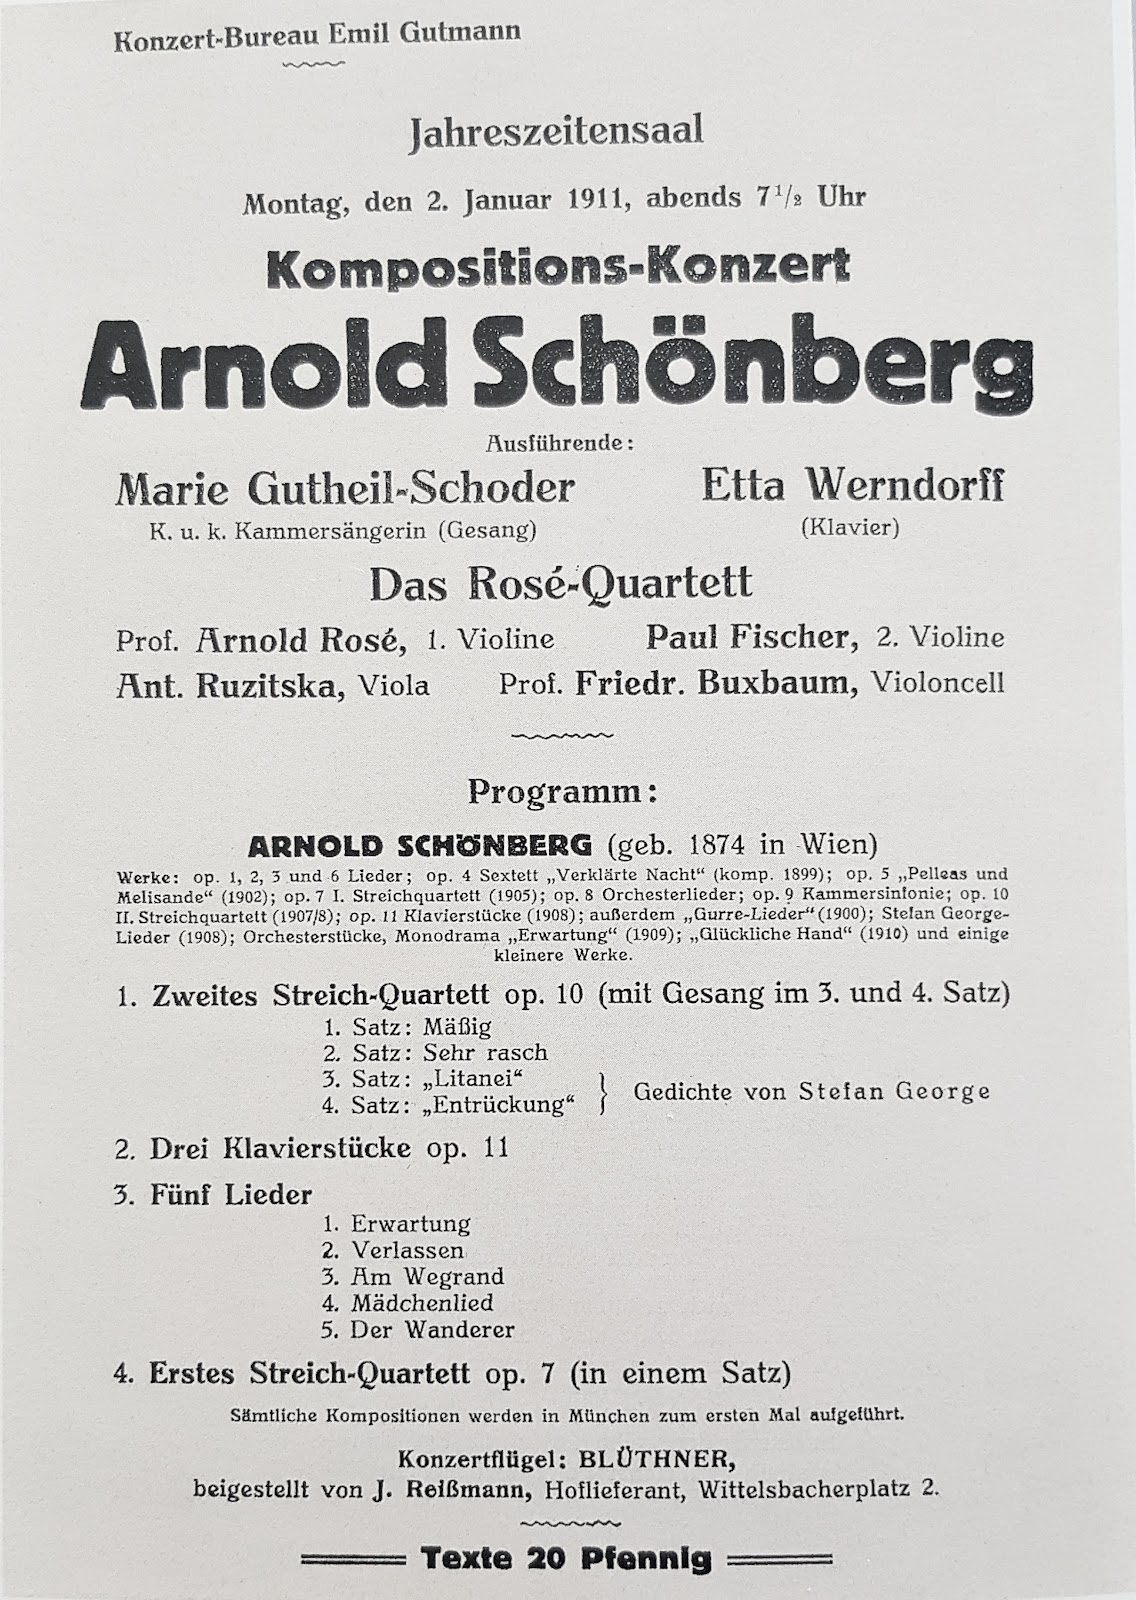 Konzert-Bureau Emil Gutmann
Jahreszeitensaal
Montag, den 2. Januar 1911, abends 7 1/2 Uhr
Kompositions-Konzert
Arnold Schönberg
Ausführende:
Marie Gutheil-Schoder Etta Werndorff
K. u. k. Kammersängerin (Gesang) (Klavier)
Das Rosé-Quartett
Prof. Arnold Rosé, 1. Violine Paul Fischer, 2. Violine
Ant. Ruzitska, Viola Prof. Friedr. Buxbaum, Violoncell
Programm:
ARNOLD SCHÖNBERG (geb. 1874 in Wien)
Werke: op. 1, 2, 3 und 6 Lieder; op. 4 Sextett „Verklärte Nacht“ (komp. 1899); op. 5 „Pelleas und
Melisande“ (1902); op. 7 I. Streichquartett (1905); op. 8 Orchesterlieder; op. 9 Kammersinfonie; op. 10
II. Streichquartett (1907/8); op. 11 Klavierstücke (1908); außerdem „Gurre-Lieder“ (1900); Stefan George-
Lieder (1908); Orchesterstücke, Monodrama „Erwartung“ (1909); „Glückliche Hand“ (1910) und einige
kleinere Werke.
1. Zweites Streich-Quartett op. 10 (mit Gesang im 3. und 4. Satz)
1. Satz: Mäßig
2. Satz: Sehr rasch
3. Satz: „Litanei“
4. Satz: „Entrückung“ } Gedichte von Stefan George
2. Drei Klavierstücke op. 11
3. Fünf Lieder
1. Erwartung
2. Verlassen
3. Am Wegrand
4. Mädchenlied
5. Der Wanderer
4. Erstes Streich-Quartett op. 7 (in einem Satz)
Sämtliche Kompositionen werden in München zum ersten Mal aufgeführt.
Konzertflügel: BLÜTHNER,
beigestellt von J. Reißmann, Hoflieferant, Wittelsbacherplatz 2.
Texte 20 Pfennig